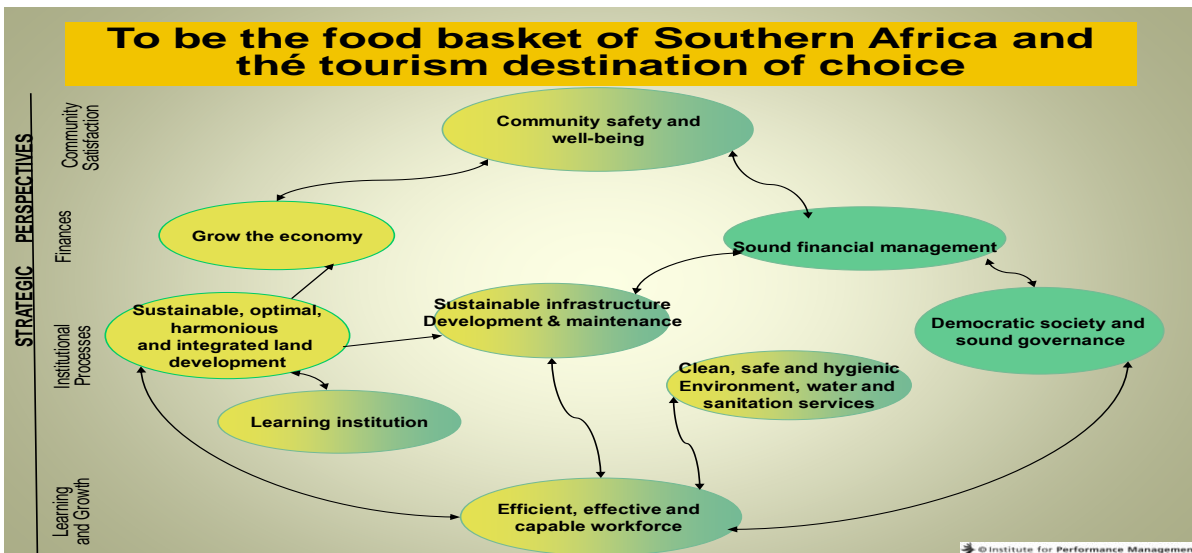 To be the food basket of Southern Africa and
thé tourism destination of choice
STRATEGIC PERSPECTIVES
Community
Satisfaction
Community safety and
well-being
Finances
Grow the economy
Sound financial management
Institutional
Processes
Sustainable, optimal,
harmonious
and integrated land
development
Sustainable infrastructure
Development & maintenance
Democratic society and
sound governance
Clean, safe and hygienic
Environment, water and
sanitation services
Learning institution
Learning
and Growth
Efficient, effective and
capable workforce
© Institute for Performance Managemen